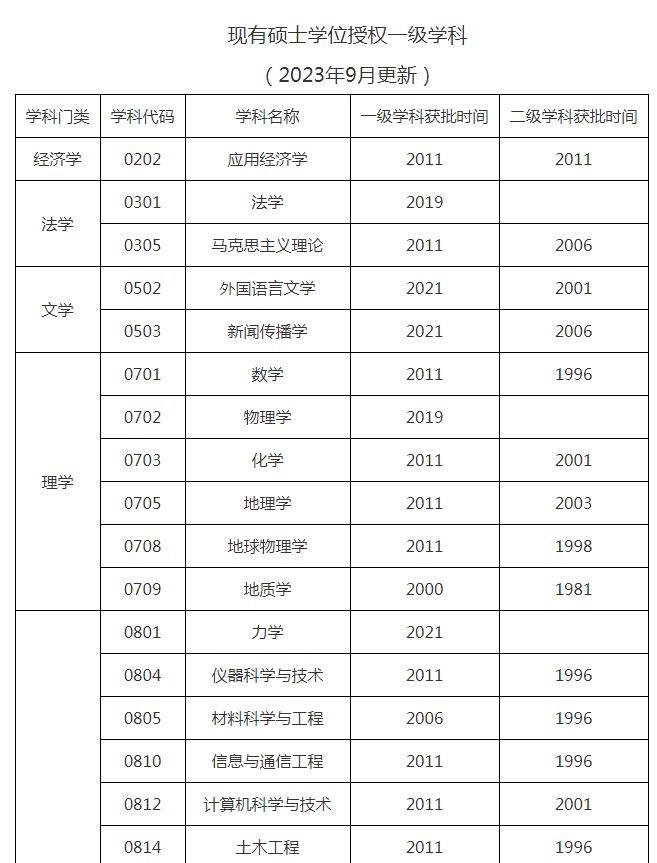 现有硕士学位授权一级学科
（2023年9月更新）
学科门类 学科代码 学科名称 一级学科获批时间 二级学科获批时间
经济学 0202 应用经济学 2011 2011
法学 0301 法学 2019
0305 马克思主义理论 2011 2006
文学 0502 外国语言文学 2021 2001
0503 新闻传播学 2021 2006
理学 0701 数学 2011 1996
0702 物理学 2019
0703 化学 2011 2001
0705 地理学 2011 2003
0708 地球物理学 2011 1998
0709 地质学 2000 1981
0801 力学 2021
0804 仪器科学与技术 2011 1996
0805 材料科学与工程 2006 1996
0810 信息与通信工程 2011 1996
0812 计算机科学与技术 2011 2001
0814 土木工程 2011 1996